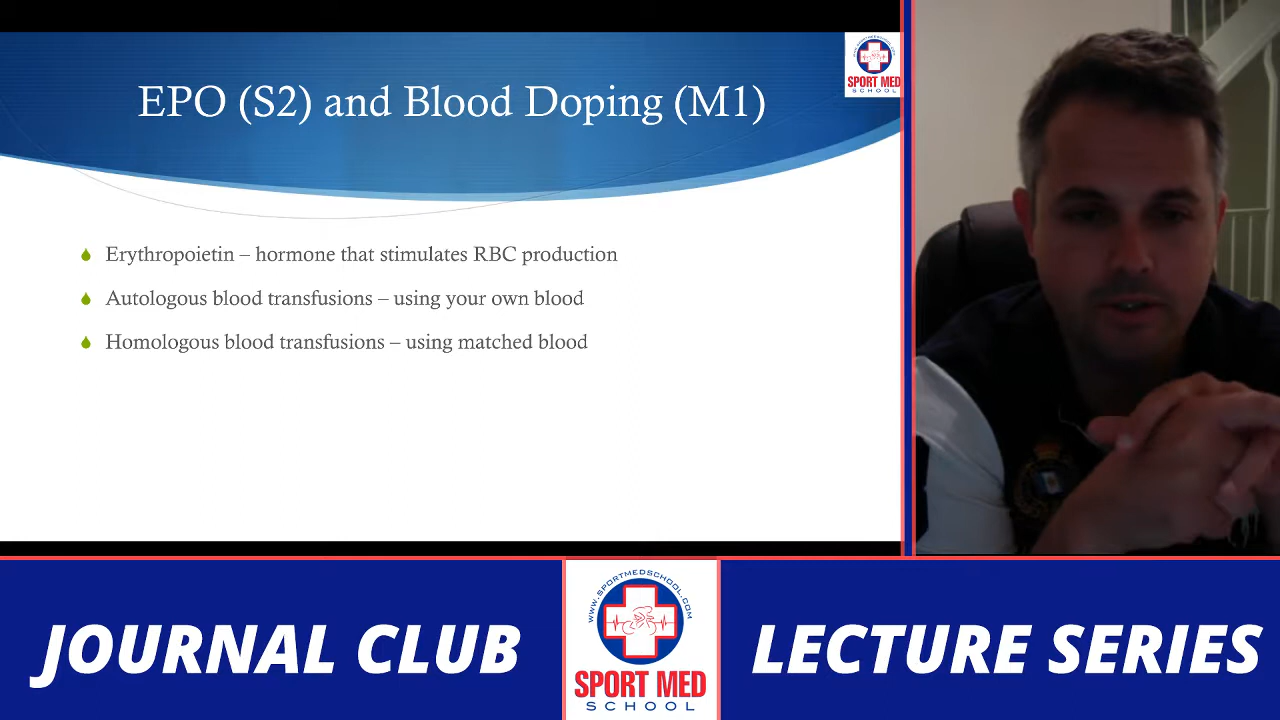 EPO (S2) and Blood Doping (M1)
SPORT MED
SCHOOL
Erythropoietin – hormone that stimulates RBC production
Autologous blood transfusions – using your own blood
Homologous blood transfusions – using matched blood
JOURNAL CLUB
WWW.SPORTMEDSCHOOL.COM
SPORT MED
SCHOOL
LECTURE SERIES